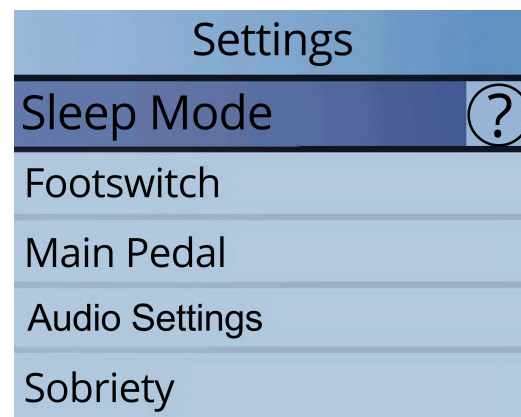 Settings
Sleep Mode ?
Footswitch
Main Pedal
Audio Settings
Sobriety